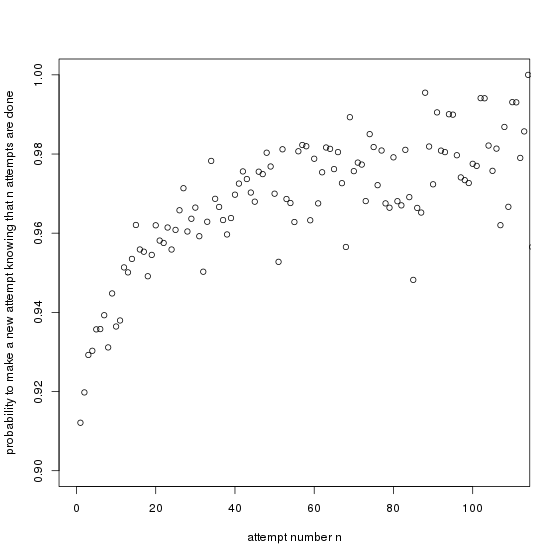 probability to make a new attempt knowing that n attempts are done
1.00
0.98
0.96
0.94
0.92
0.90
0 20 40 60 80 100
attempt number n